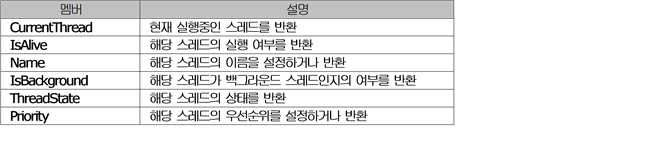 멤버 설명
CurrentThread 현재 실행중인 스레드를 반환
IsAlive 해당 스레드의 실행 여부를 반환
Name 해당 스레드의 이름을 설정하거나 반환
IsBackground 해당 스레드가 백그라운드 스레드인지의 여부를 반환
ThreadState 해당 스레드의 상태를 반환
Priority 해당 스레드의 우선순위를 설정하거나 반환